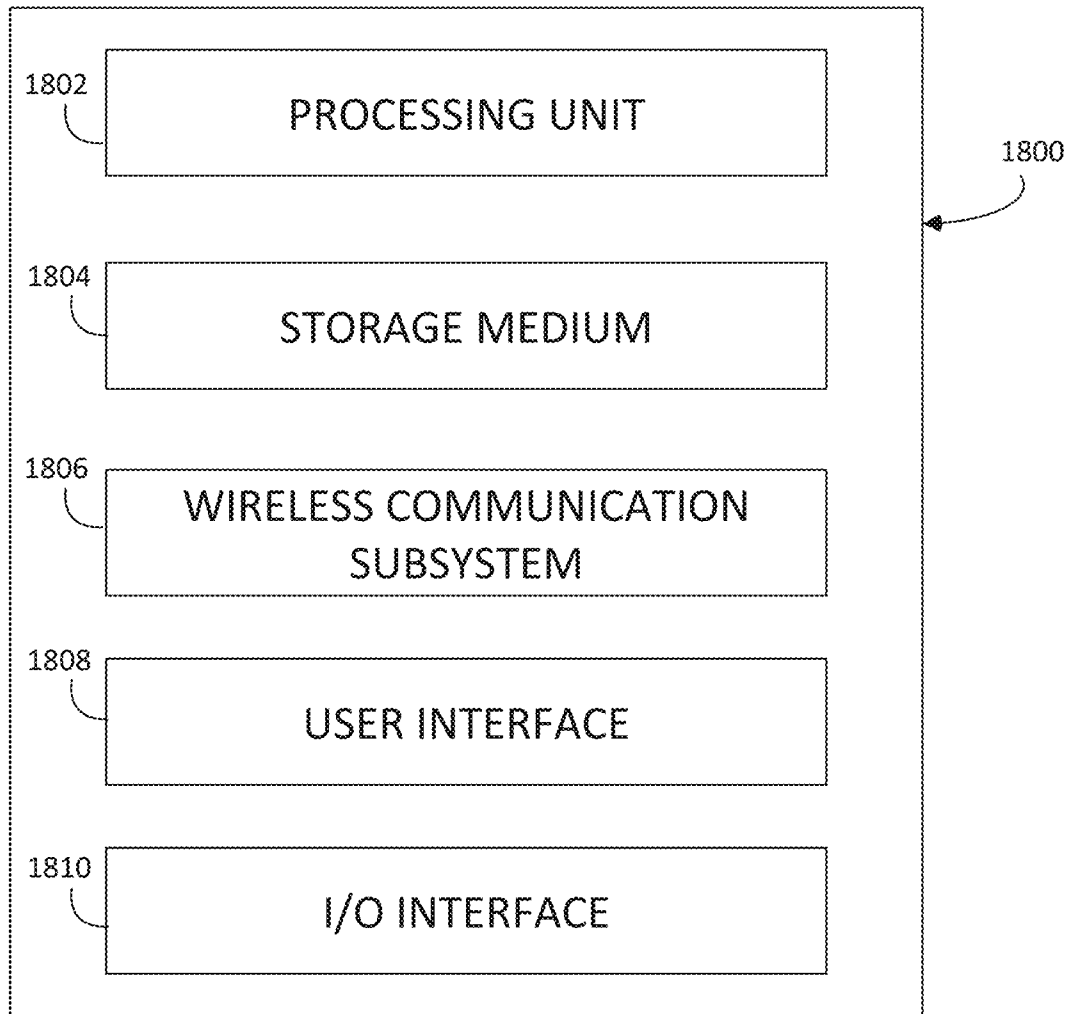 1802
PROCESSING UNIT
1800
1804
STORAGE MEDIUM
1806
WIRELESS COMMUNICATION
SUBSYSTEM
1808
USER INTERFACE
1810
I/O INTERFACE